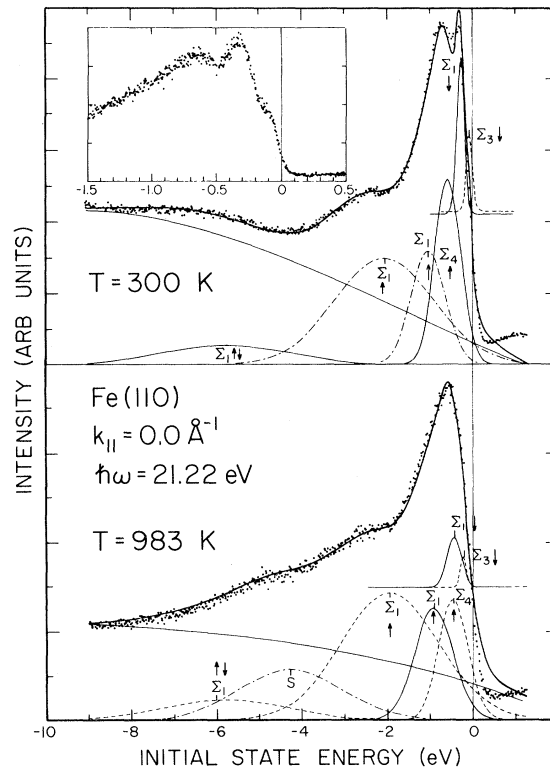 -1.5 -1.0 -0.5 0 0.5
Σ1 ↓
Σ3 ↓
Σ1 ↑
Σ4 ↑
Σ1 ↑
Σ1 ↑↓
T = 300 K
INTENSITY (ARB UNITS)
Fe(110)
k|| = 0.0 Å-1
ħω = 21.22 eV
T = 983 K
Σ1 ↓
Σ3 ↓
Σ1 ↑
Σ1 ↑
Σ4 ↑
↑↓ Σ1
S
-10 -8 -6 -4 -2 0
INITIAL STATE ENERGY (eV)